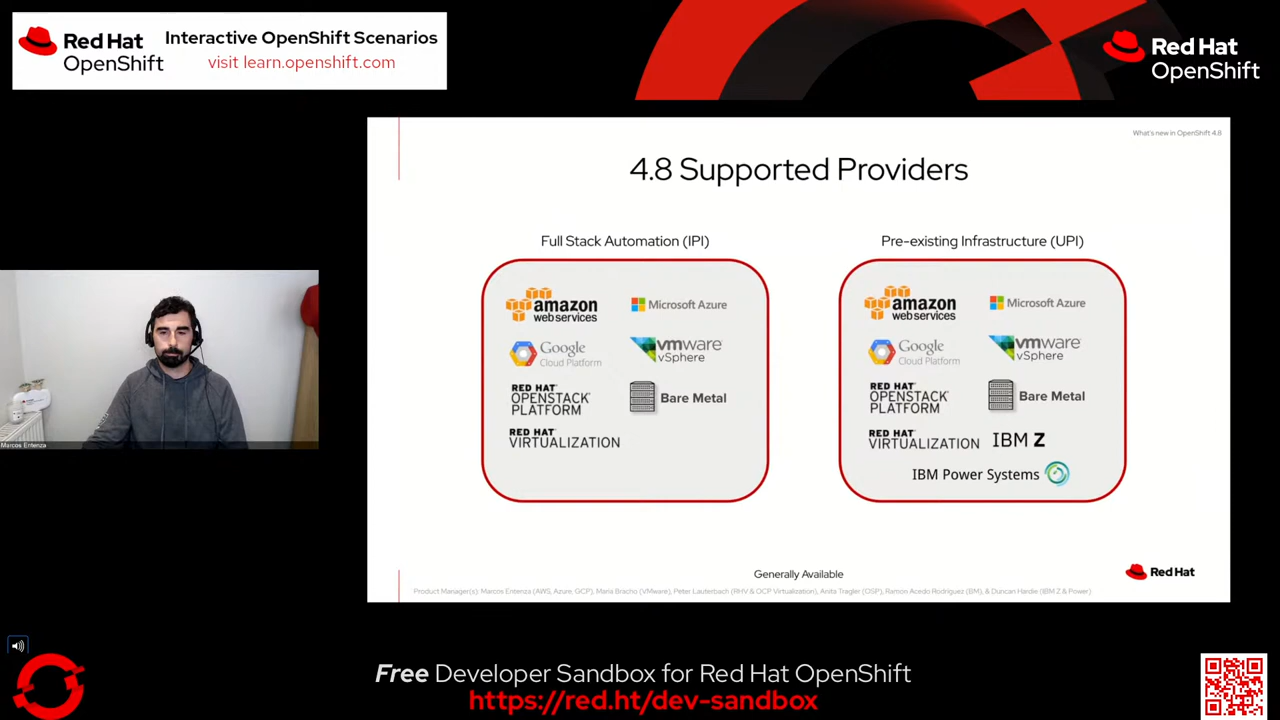 Red Hat
OpenShift
Interactive OpenShift Scenarios
visit learn.openshift.com
Red Hat
OpenShift
What's new in OpenShift 4.8
4.8 Supported Providers
Full Stack Automation (IPI)
amazon
web services
Microsoft Azure
Google
Cloud Platform
vmware
vSphere
RED HAT
OPENSTACK
PLATFORM
Bare Metal
RED HAT
VIRTUALIZATION
Pre-existing Infrastructure (UPI)
amazon
web services
Microsoft Azure
Google
Cloud Platform
vmware
vSphere
RED HAT
OPENSTACK
PLATFORM
Bare Metal
RED HAT
VIRTUALIZATION
IBM Z
IBM Power Systems
Generally Available
Red Hat
Product Manager(s): Marcos Entenza (AWS, Azure, GCP), Maria Bracho (VMware), Peter Lauterbach (RHV & OCP Virtualization), Anita Tragler (OSP), Ramon Acedo Rodriguez (BM), & Duncan Hardie (IBM Z & Power)
Marcos Entenza
Free Developer Sandbox for Red Hat OpenShift
https://red.ht/dev-sandbox